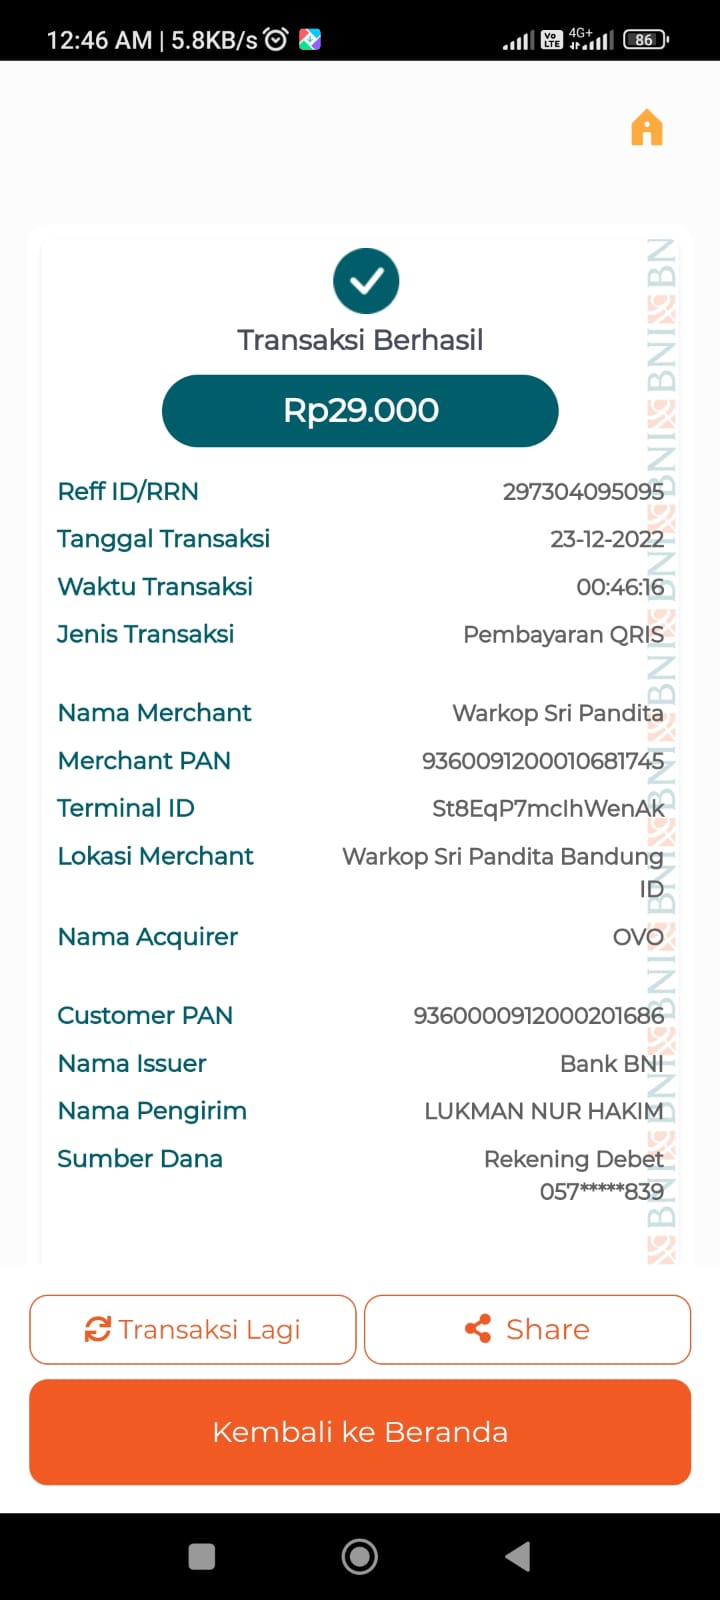 12:46 AM | 5.8KB/s
Vo LTE 4G+ 86
Transaksi Berhasil
Rp29.000
Reff ID/RRN 297304095095
Tanggal Transaksi 23-12-2022
Waktu Transaksi 00:46:16
Jenis Transaksi Pembayaran QRIS
Nama Merchant Warkop Sri Pandita
Merchant PAN 9360091200010681745
Terminal ID St8EqP7mclhWenAk
Lokasi Merchant Warkop Sri Pandita Bandung
ID
Nama Acquirer OVO
Customer PAN 9360000912000201686
Nama Issuer Bank BNI
Nama Pengirim LUKMAN NUR HAKIM
Sumber Dana Rekening Debet
057*****839
BNI BNI BNI BNI BNI BNI BNI BNI BNI BNI BN
Transaksi Lagi Share
Kembali ke Beranda